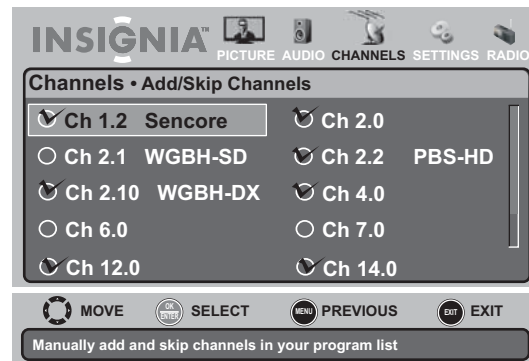 INSIGNIA™
PICTURE AUDIO CHANNELS SETTINGS RADIO
Channels • Add/Skip Channels
Ch 1.2 Sencore Ch 2.0
Ch 2.1 WGBH-SD Ch 2.2 PBS-HD
Ch 2.10 WGBH-DX Ch 4.0
Ch 6.0 Ch 7.0
Ch 12.0 Ch 14.0
MOVE OK ENTER SELECT MENU PREVIOUS EXIT EXIT
Manually add and skip channels in your program list